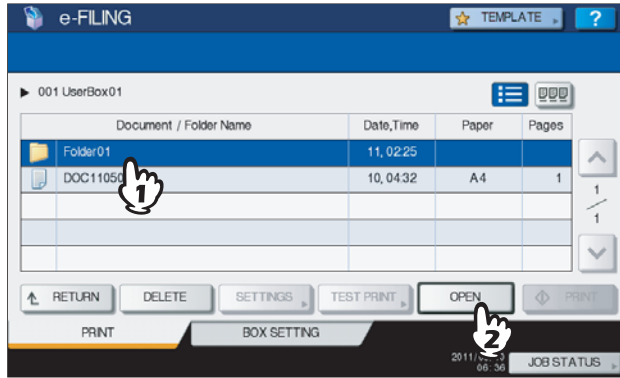 e-FILING
TEMPLATE
?
001 UserBox01
Document / Folder Name Date,Time Paper Pages
Folder01 11, 02:25
DOC11050 10, 04:32 A4 1
1
1
1
RETURN DELETE SETTINGS TEST PRINT OPEN PRINT
2
PRINT BOX SETTING
2011/
06:36
JOB STATUS